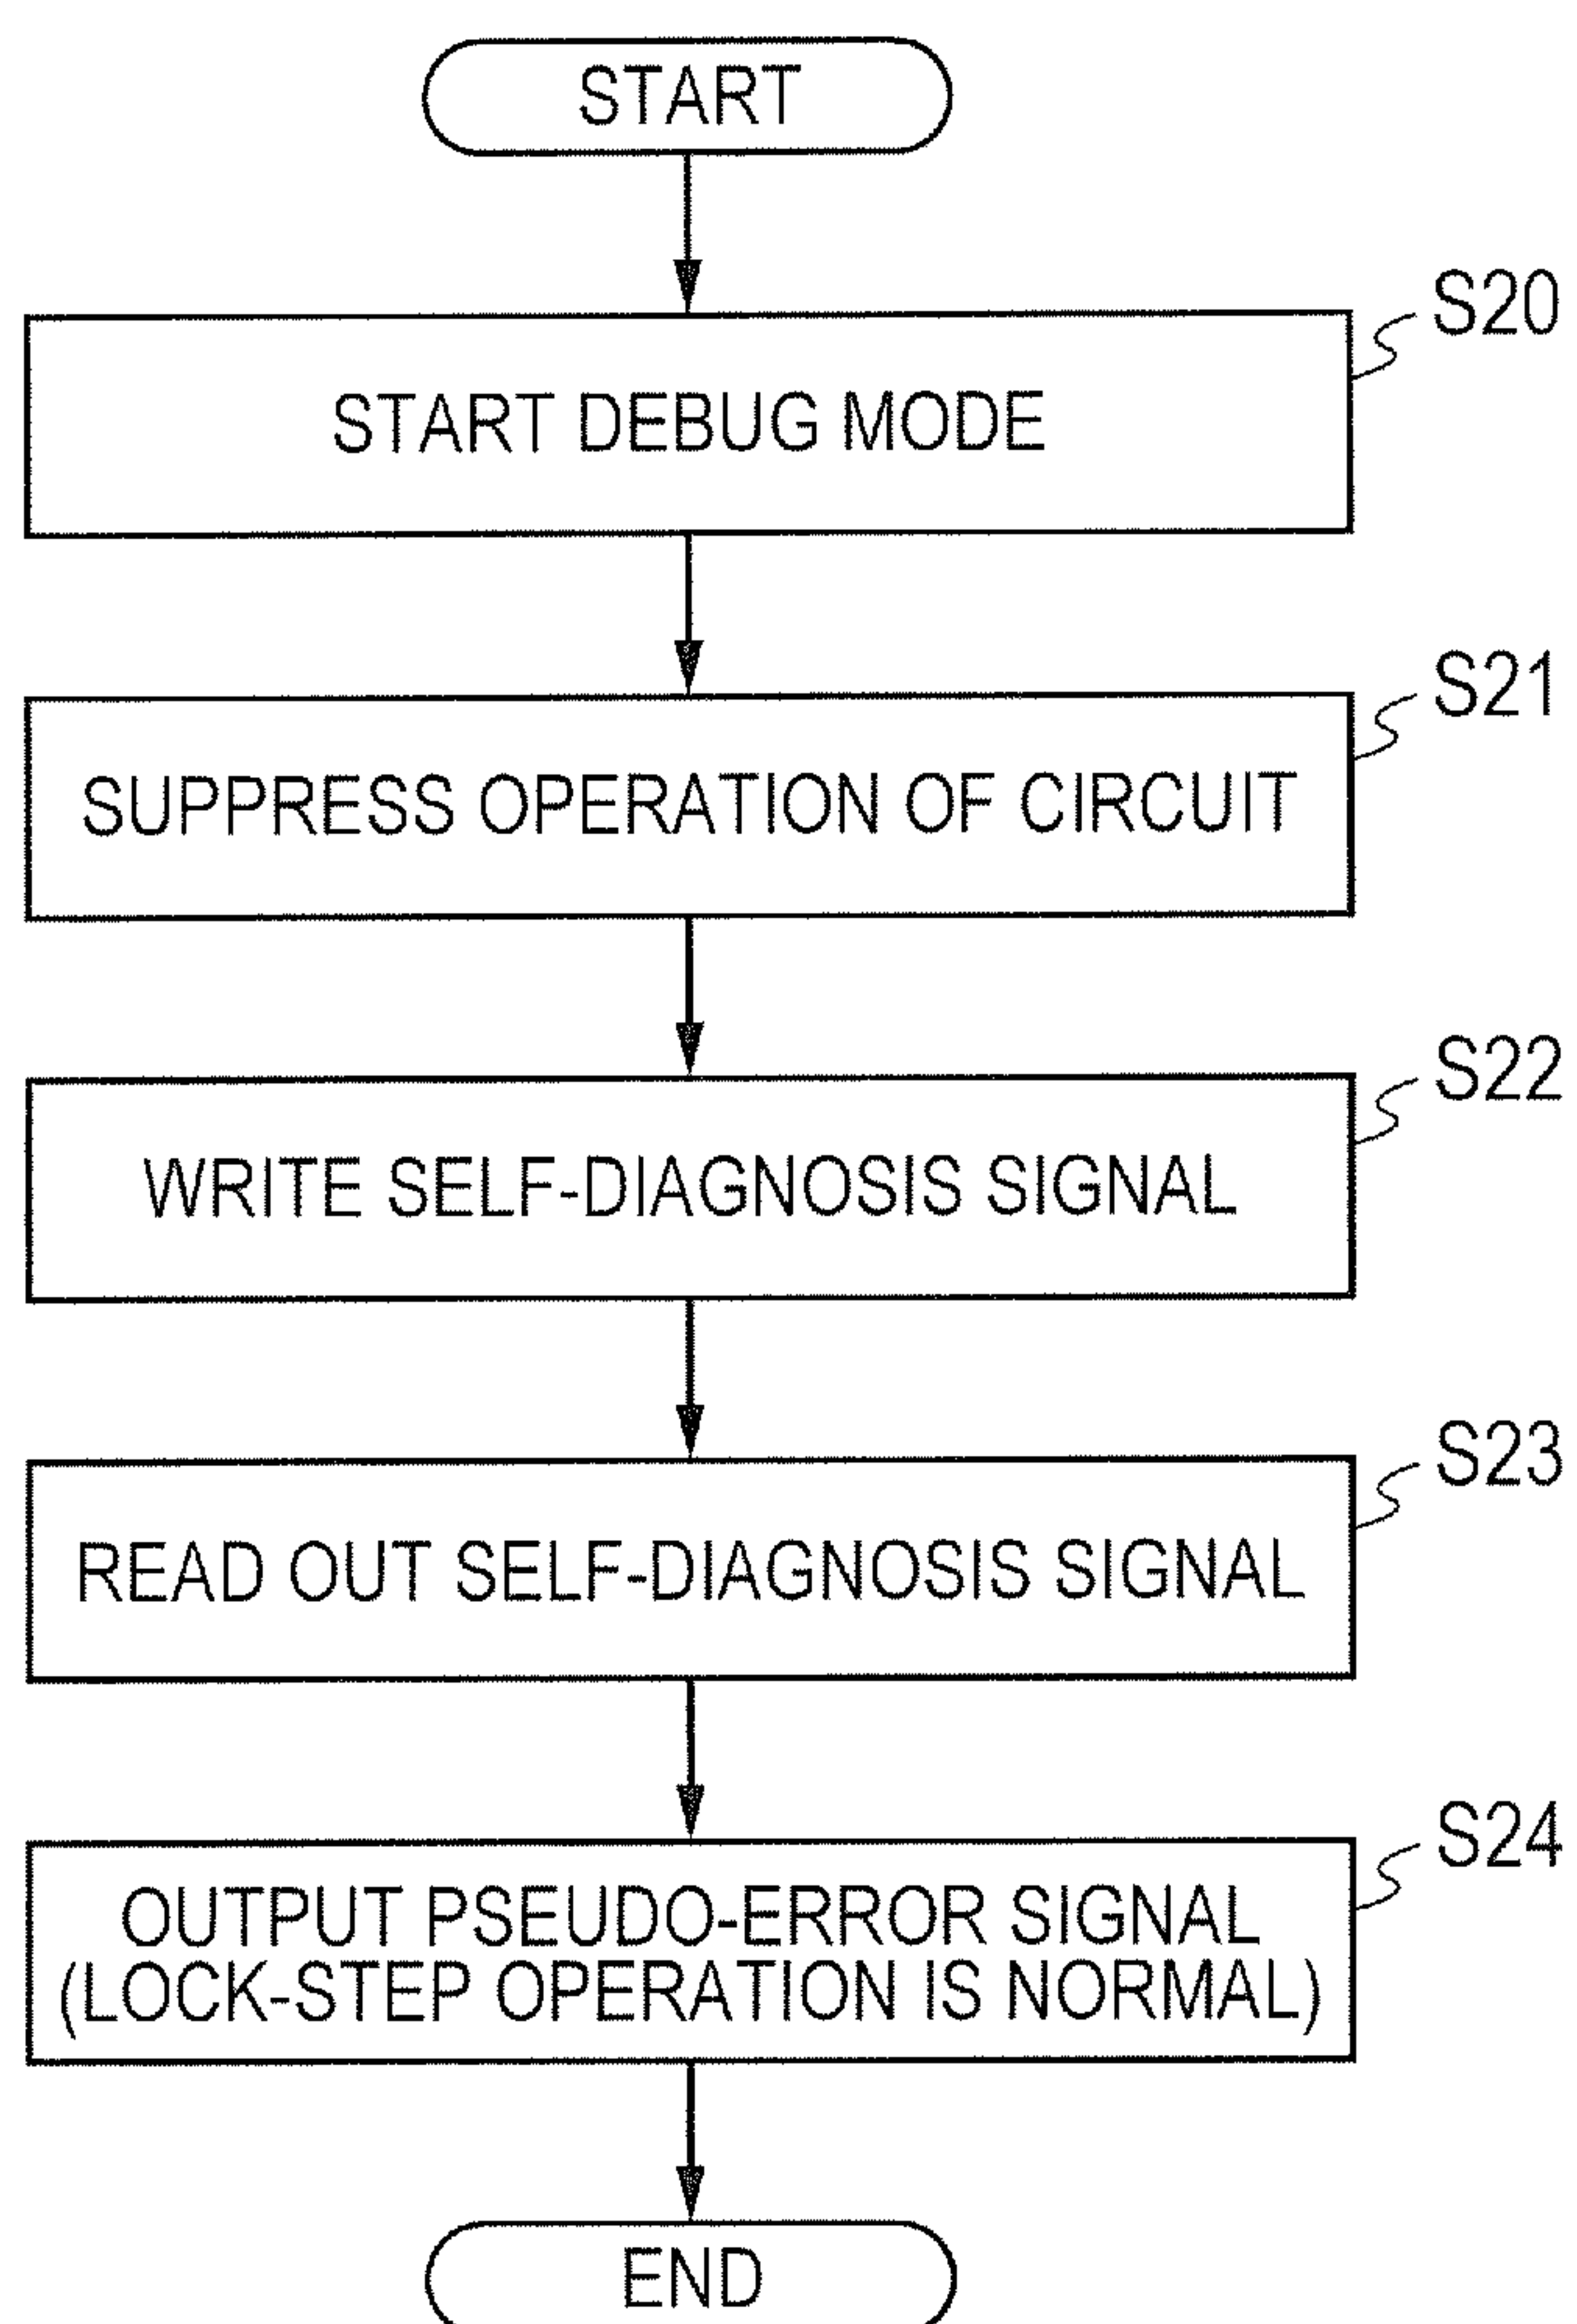 START
S20
START DEBUG MODE
S21
SUPPRESS OPERATION OF CIRCUIT
S22
WRITE SELF-DIAGNOSIS SIGNAL
S23
READ OUT SELF-DIAGNOSIS SIGNAL
S24
OUTPUT PSEUDO-ERROR SIGNAL
(LOCK-STEP OPERATION IS NORMAL)
END